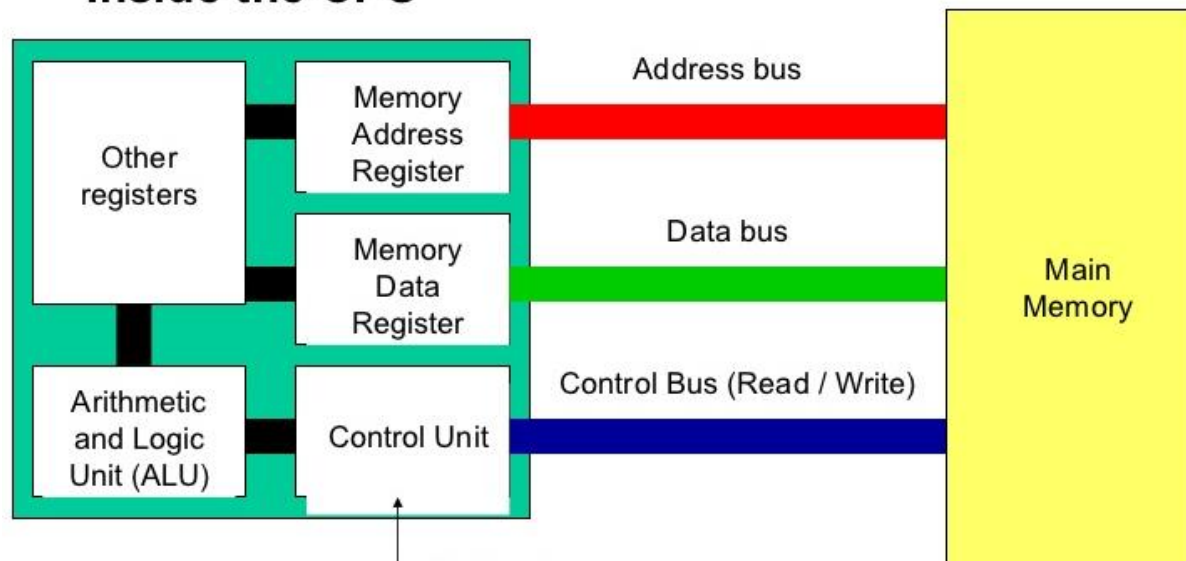 Memory
Address
Register
Other
registers
Memory
Data
Register
Arithmetic
and Logic
Unit (ALU)
Control Unit
Address bus
Data bus
Control Bus (Read / Write)
Main
Memory